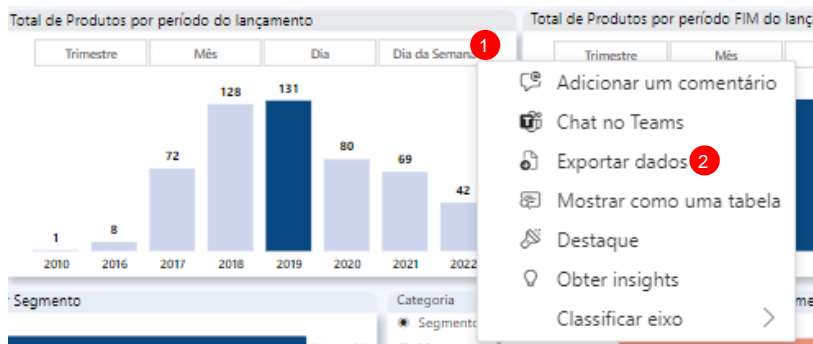 Total de Produtos por período do lançamento
Total de Produtos por período FIM do
Trimestre Mês Dia Dia da Semana
1
Trimestre Mês
Adicionar um comentário
Chat no Teams
Exportar dados 2
Mostrar como uma tabela
Destaque
Obter insights
Classificar eixo
128 131
72 80 69
42
1 8
2010 2016 2017 2018 2019 2020 2021 2022
Segmento
Categoria
Segmento